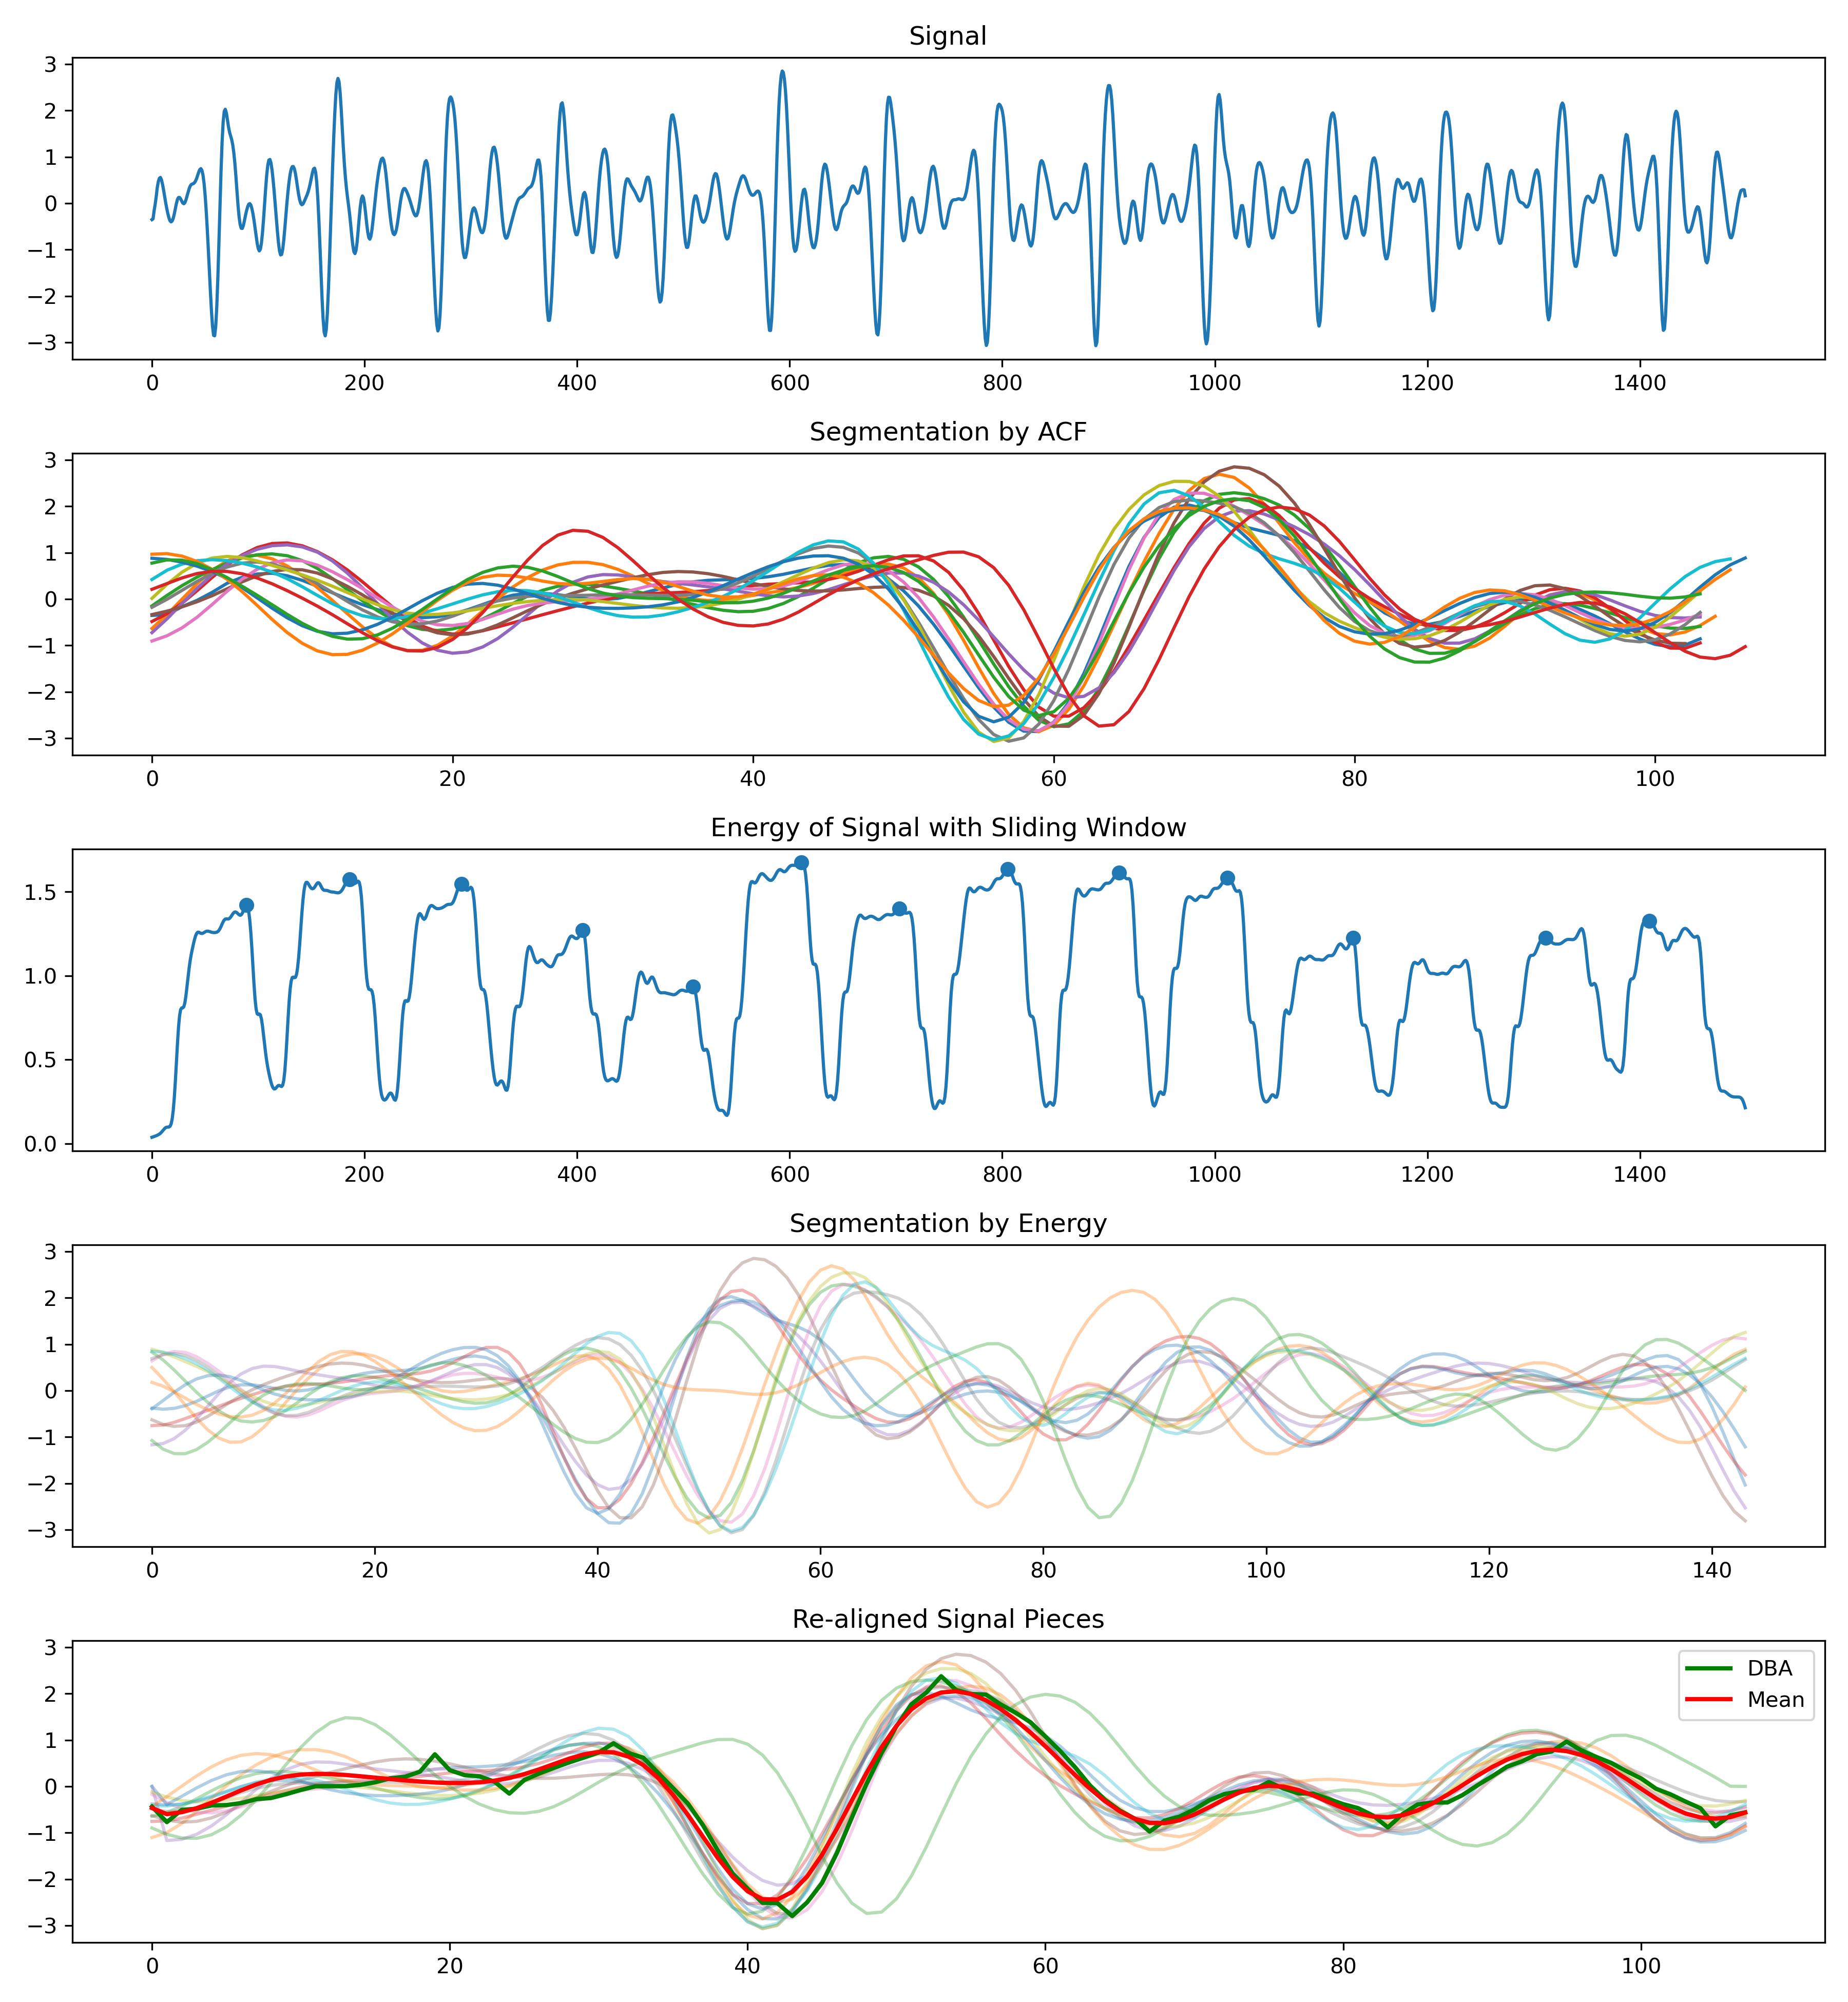 Signal
3
2
1
0
−1
−2
−3
0 200 400 600 800 1000 1200 1400
Segmentation by ACF
3
2
1
0
−1
−2
−3
0 20 40 60 80 100
Energy of Signal with Sliding Window
1.5
1.0
0.5
0.0
0 200 400 600 800 1000 1200 1400
Segmentation by Energy
3
2
1
0
−1
−2
−3
0 20 40 60 80 100 120 140
Re-aligned Signal Pieces
3
2
1
0
−1
−2
−3
DBA
Mean
0 20 40 60 80 100